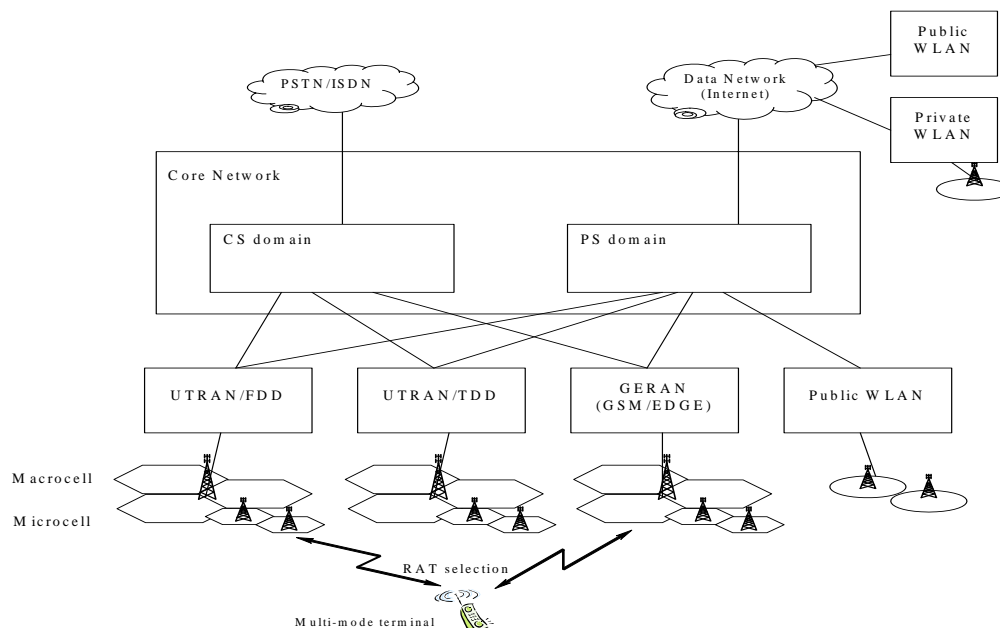 Public
WLAN
PSTN/ISDN
Data Network
(Internet)
Private
WLAN
Core Network
CS domain
PS domain
UTRAN/FDD
UTRAN/TDD
GERAN
(GSM/EDGE)
Public WLAN
Macrocell
Microcell
RAT selection
Multi-mode terminal